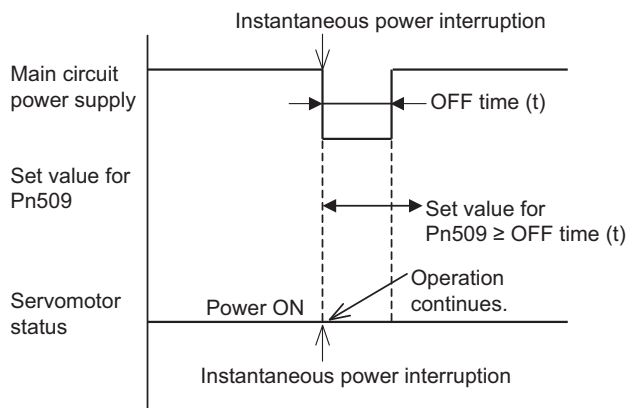 Instantaneous power interruption
Main circuit
power supply
OFF time (t)
Set value for
Pn509
Set value for
Pn509 ≥ OFF time (t)
Operation
continues.
Servomotor
status
Power ON
Instantaneous power interruption